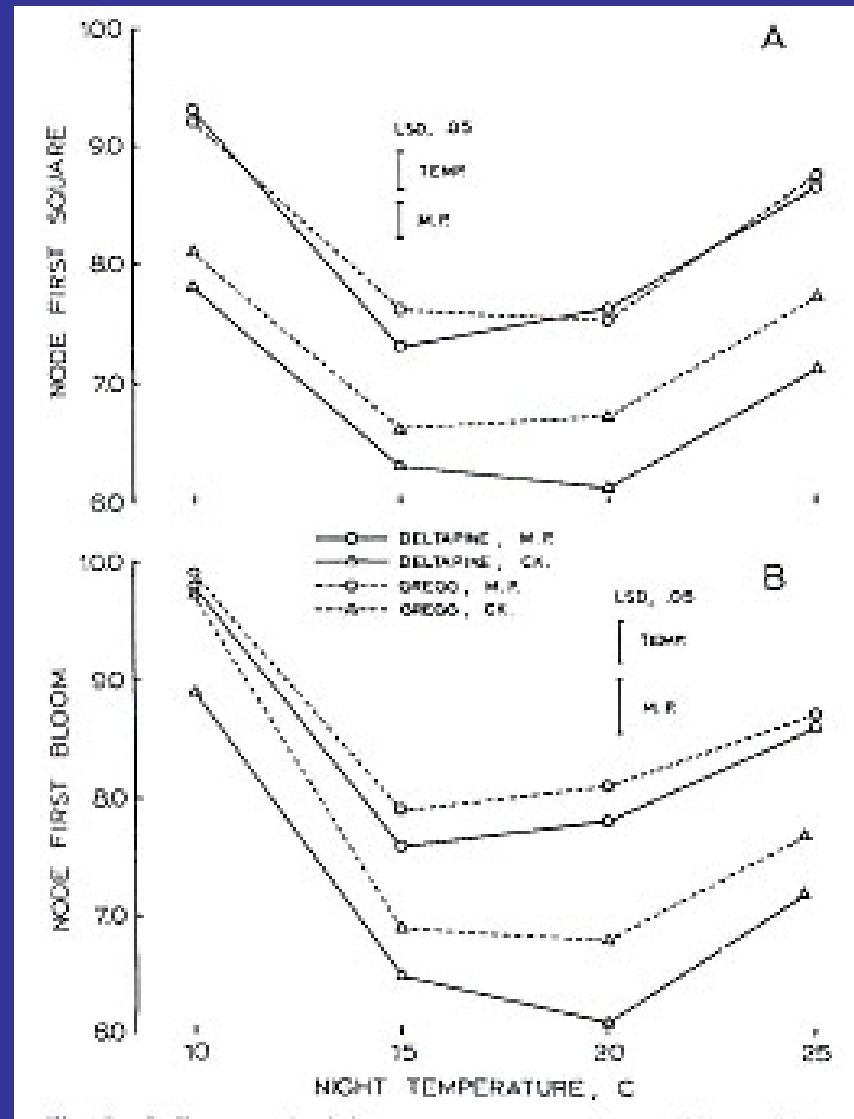 A
10.0
9.0
8.0
7.0
6.0
NODE FIRST SQUARE
LSD, .05
TEMP.
M.P.
DELTAPINE, M.P.
DELTAPINE, CK.
GREGG, M.P.
GREGG, CK.
B
10.0
9.0
8.0
7.0
6.0
NODE FIRST BLOOM
LSD, .05
TEMP.
M.P.
10 15 20 25
NIGHT TEMPERATURE, C